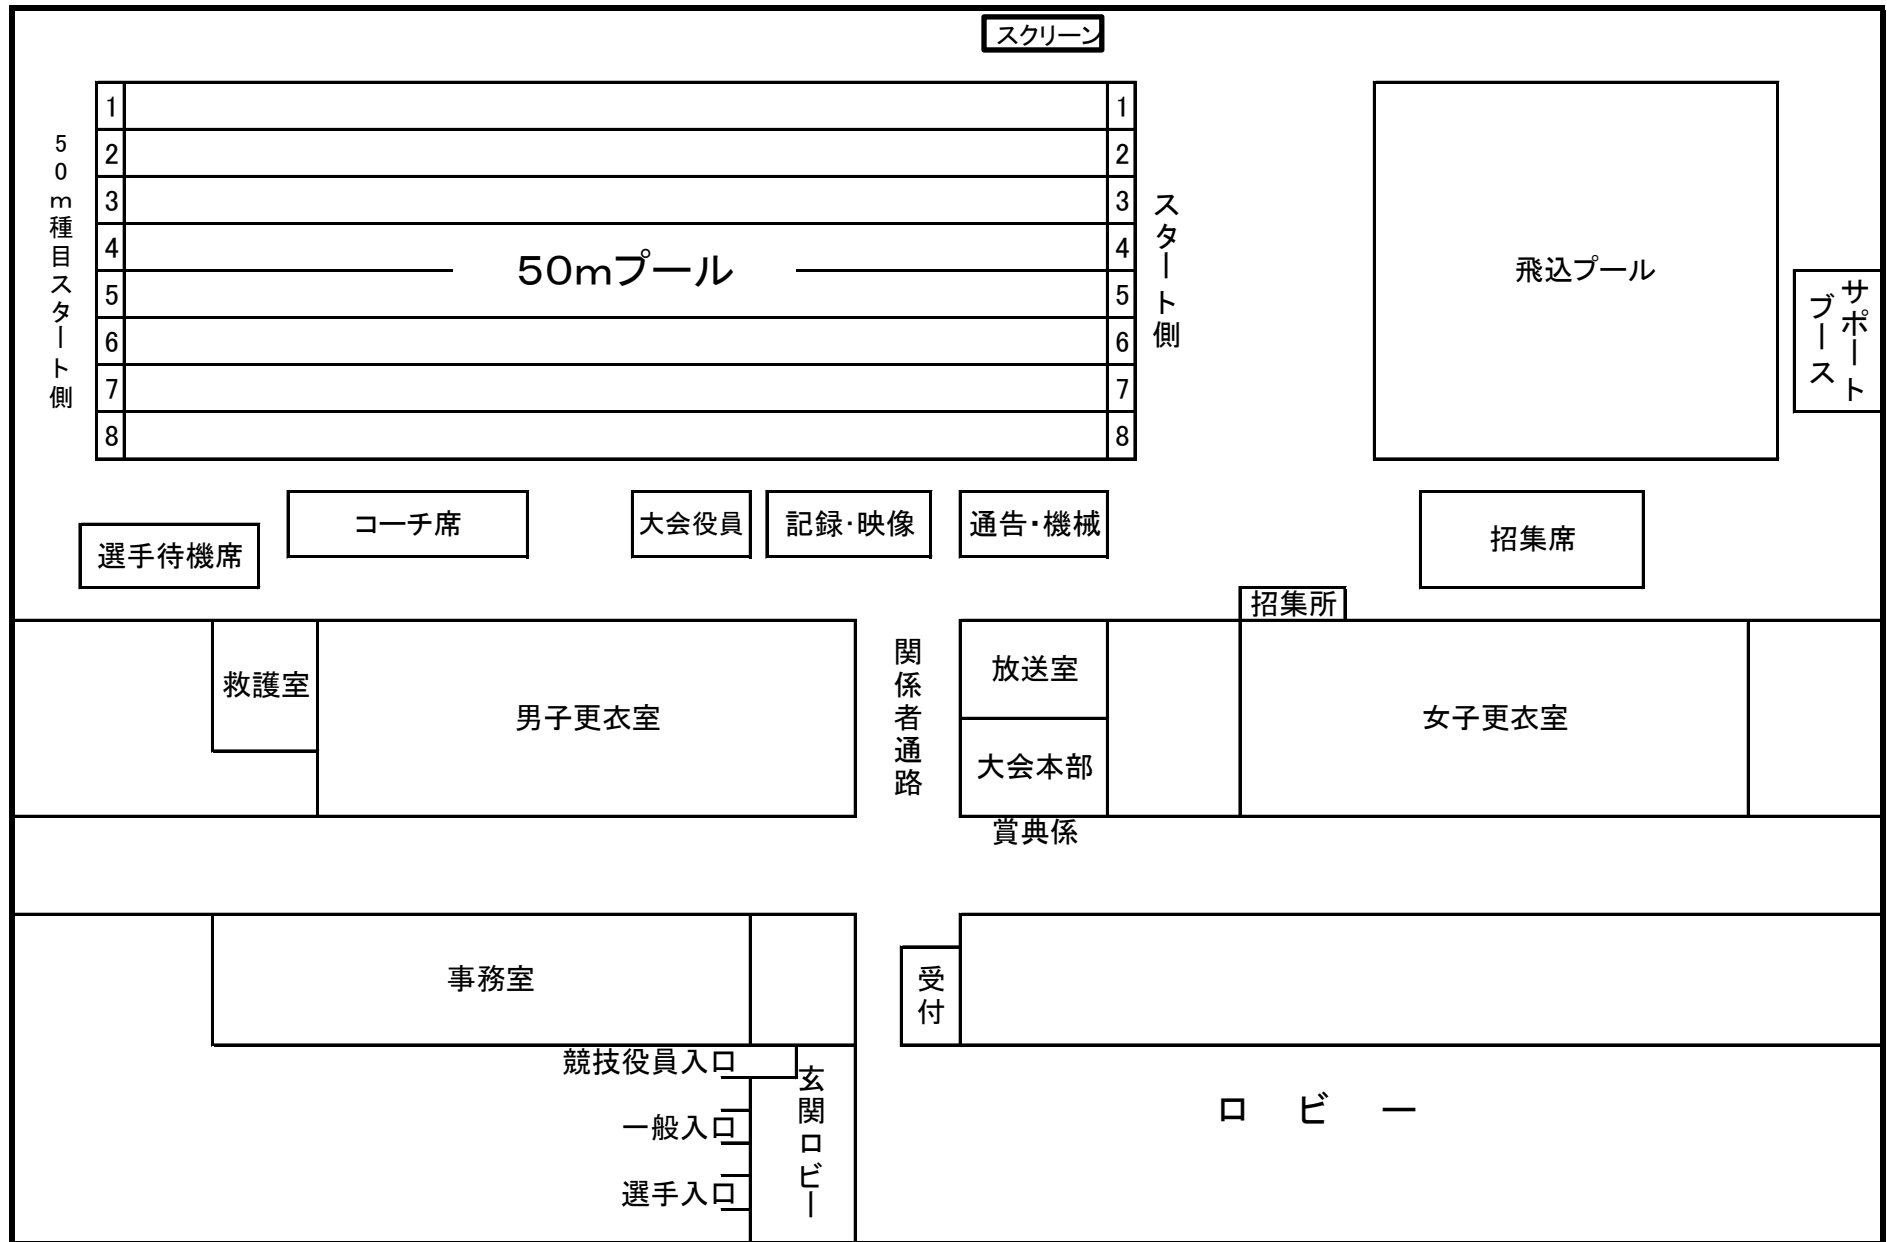 スクリーン
1
2
3
4
5
6
7
8
1
2
3
4
5
6
7
8
50m種目スタート側
50mプール
スタート側
飛込プール
サポート
ブース
選手待機席
コーチ席
大会役員
記録・映像
通告・機械
招集席
招集所
救護室
男子更衣室
関係者通路
放送室
大会本部
賞典係
女子更衣室
事務室
受付
競技役員入口
一般入口
選手入口
玄関ロビー
ロビー